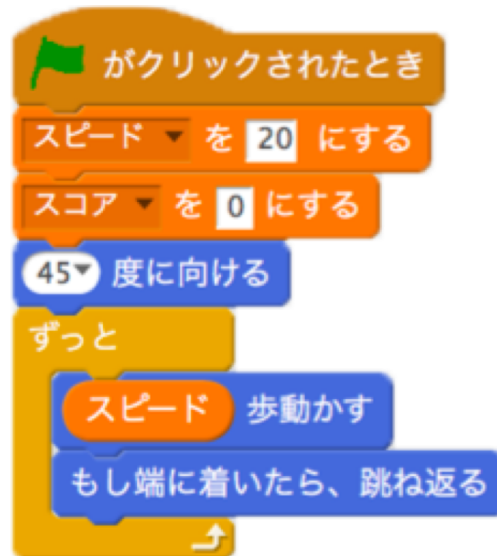 がクリックされたとき
スピード を 20 にする
スコア を 0 にする
45 度に向ける
ずっと
スピード 歩動かす
もし端に着いたら、跳ね返る